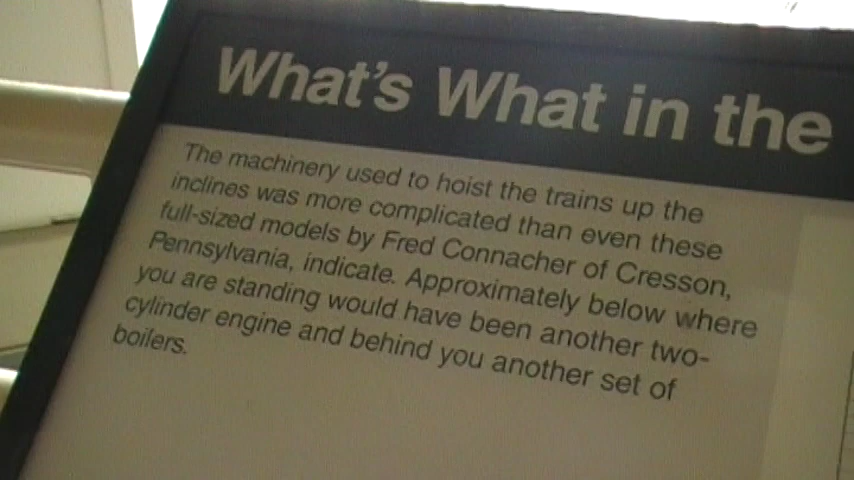 What's What in the
The machinery used to hoist the trains up the
inclines was more complicated than even these
full-sized models by Fred Connacher of Cresson,
Pennsylvania, indicate. Approximately below where
you are standing would have been another two-
cylinder engine and behind you another set of
boilers.